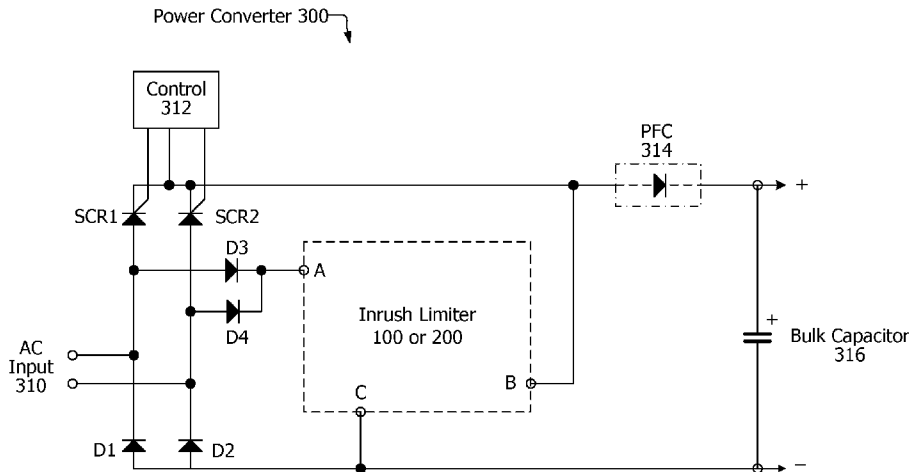 Power Converter 300
Control
312
PFC
314
+
SCR1
SCR2
D3
A
D4
Inrush Limiter
100 or 200
+
Bulk Capacitor
316
AC
Input
310
B
C
D1
D2
−